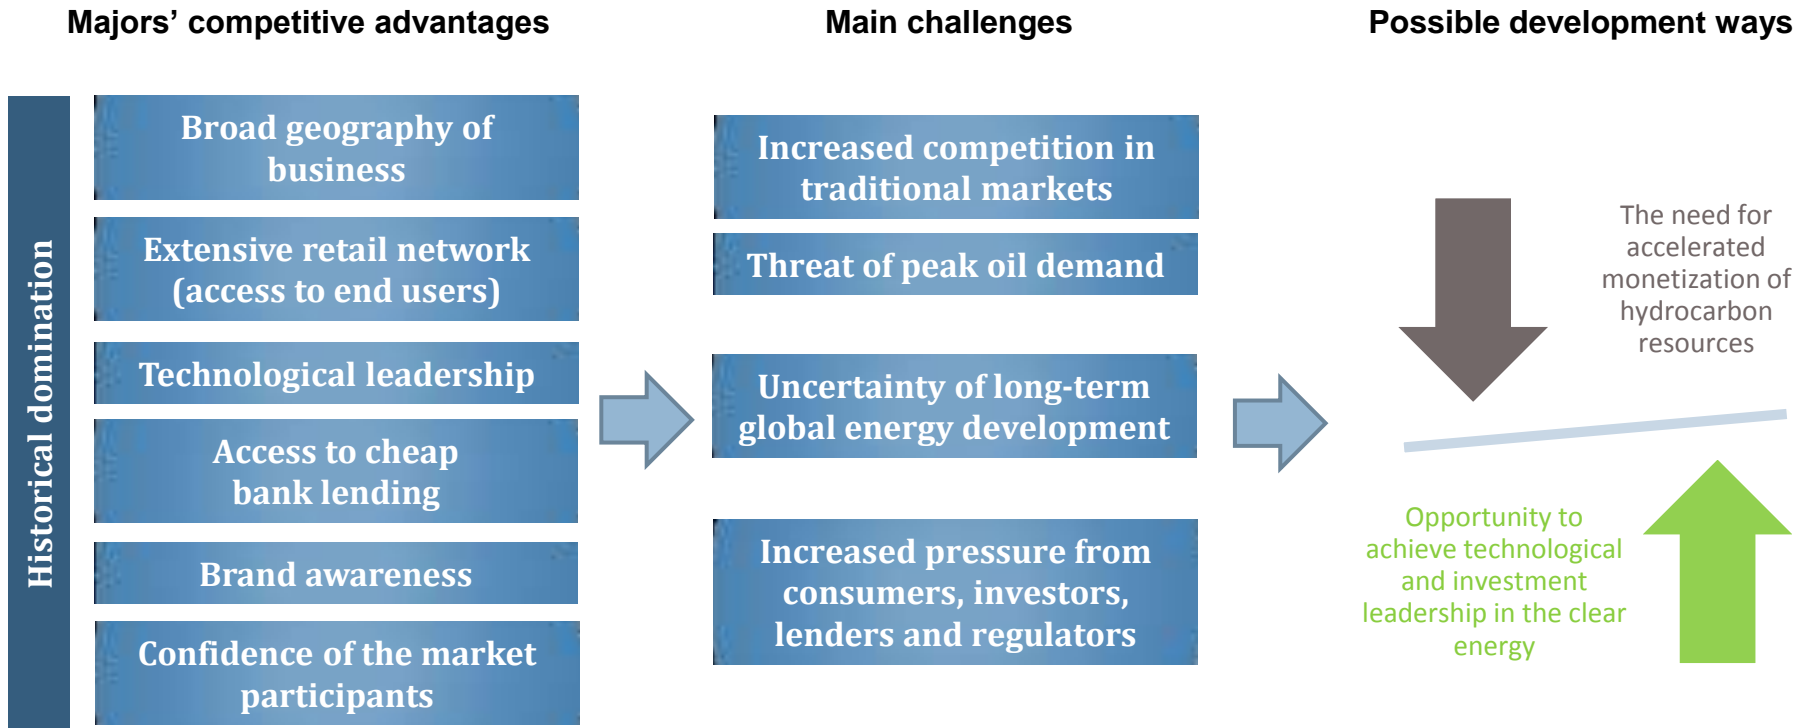 Majors' competitive advantages
Historical domination
Broad geography of
business
Extensive retail network
(access to end users)
Technological leadership
Access to cheap
bank lending
Brand awareness
Confidence of the market
participants
Main challenges
Increased competition in
traditional markets
Threat of peak oil demand
Uncertainty of long-term
global energy development
Increased pressure from
consumers, investors,
lenders and regulators
Possible development ways
The need for
accelerated
monetization of
hydrocarbon
resources
Opportunity to
achieve technological
and investment
leadership in the clear
energy